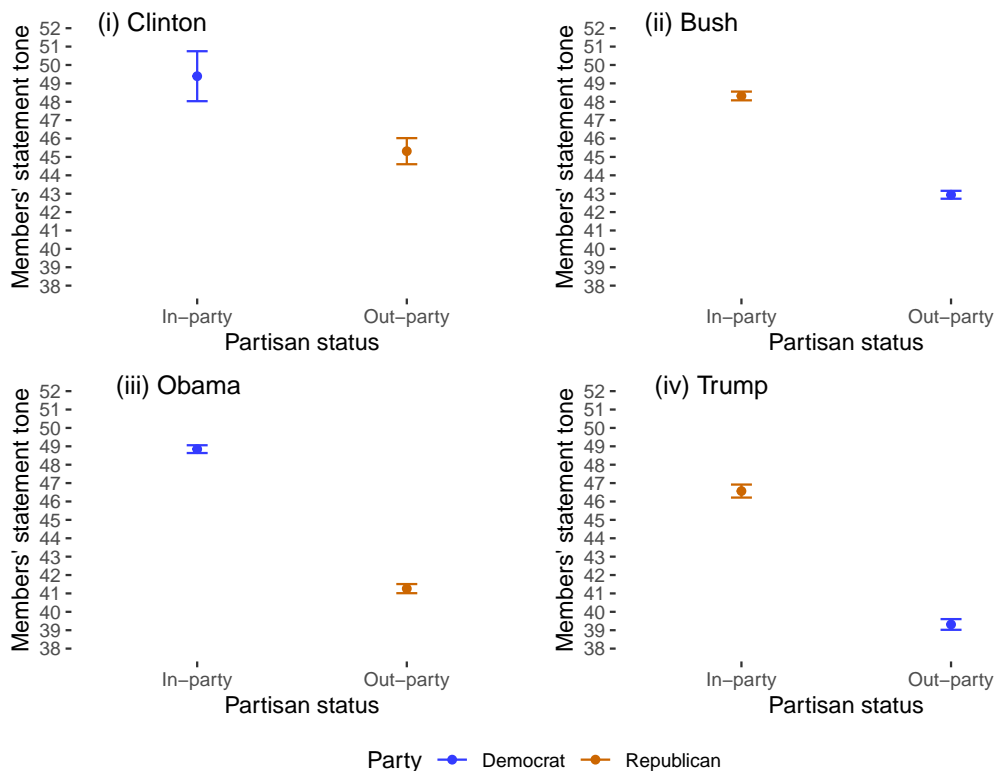 (i) Clinton
Members' statement tone
52
51
50
49
48
47
46
45
44
43
42
41
40
39
38
In−party
Out−party
Partisan status
(ii) Bush
Members' statement tone
52
51
50
49
48
47
46
45
44
43
42
41
40
39
38
In−party
Out−party
Partisan status
(iii) Obama
Members' statement tone
52
51
50
49
48
47
46
45
44
43
42
41
40
39
38
In−party
Out−party
Partisan status
(iv) Trump
Members' statement tone
52
51
50
49
48
47
46
45
44
43
42
41
40
39
38
In−party
Out−party
Partisan status
Party Democrat Republican